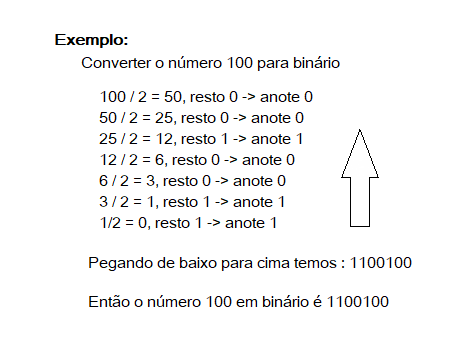 Exemplo:
Converter o número 100 para binário
100 / 2 = 50, resto 0 -> anote 0
50 / 2 = 25, resto 0 -> anote 0
25 / 2 = 12, resto 1 -> anote 1
12 / 2 = 6, resto 0 -> anote 0
6 / 2 = 3, resto 0 -> anote 0
3 / 2 = 1, resto 1 -> anote 1
1/2 = 0, resto 1 -> anote 1
Pegando de baixo para cima temos : 1100100
Então o número 100 em binário é 1100100